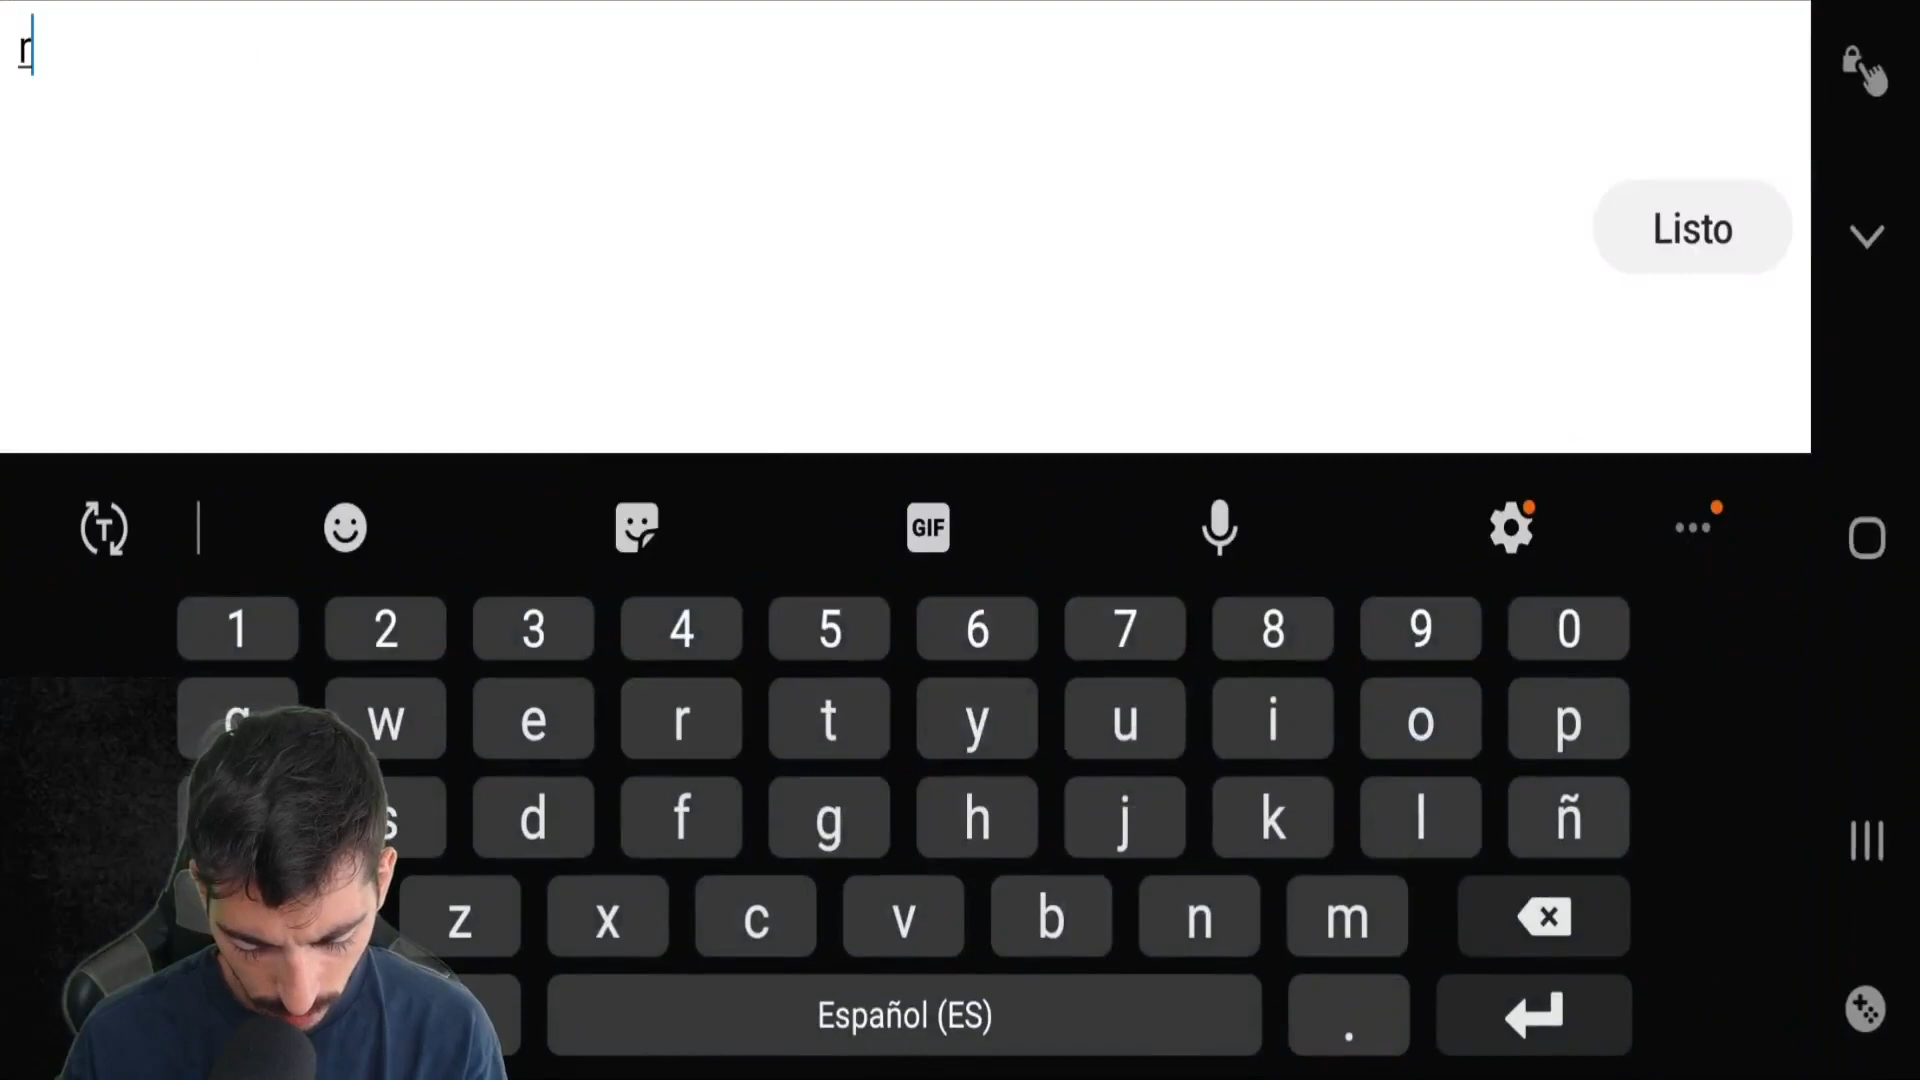 r
Listo
T
GIF
1 2 3 4 5 6 7 8 9 0
q w e r t y u i o p
s d f g h j k l ñ
z x c v b n m
Español (ES) .